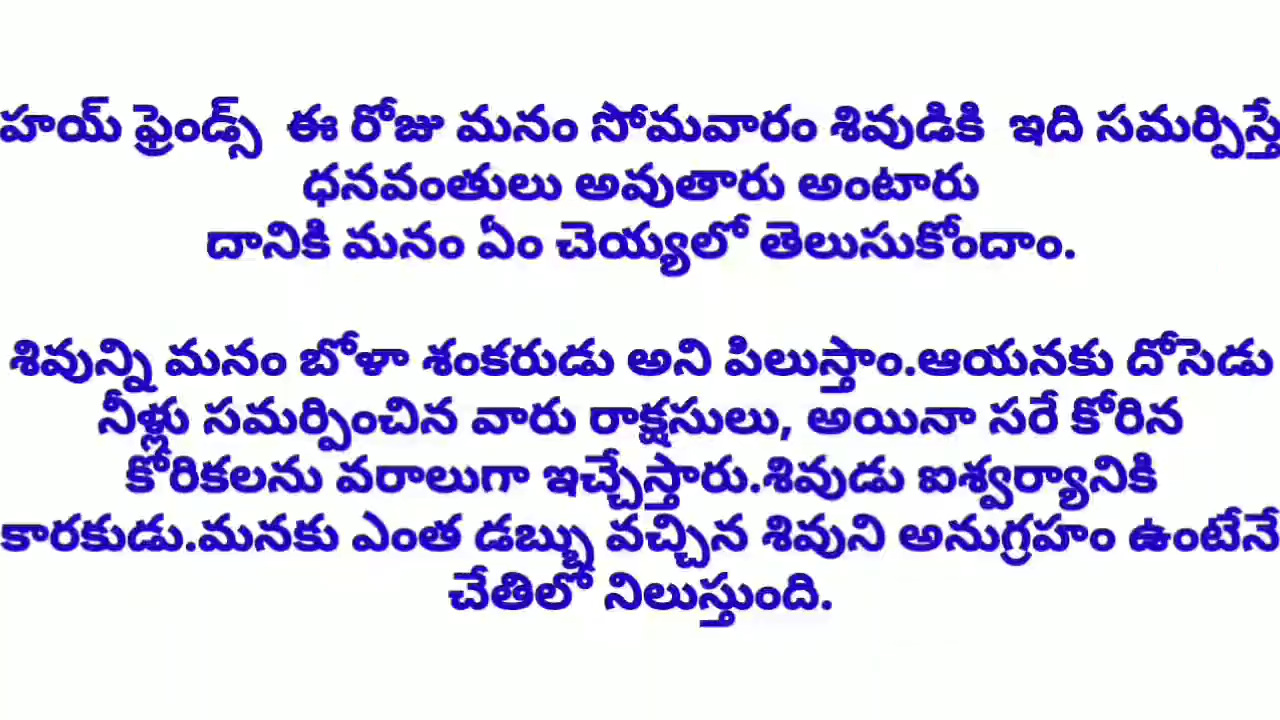 హయ్ ఫ్రెండ్స్ ఈ రోజు మనం సోమవారం శివుడికి ఇది సమర్పిస్తే
ధనవంతులు అవుతారు అంటారు
దానికి మనం ఏం చెయ్యలో తెలుసుకోందాం.
శివున్ని మనం బోళా శంకరుడు అని పిలుస్తాం.ఆయనకు దోసెడు
నీళ్లు సమర్పించిన వారు రాక్షసులు, అయినా సరే కోరిన
కోరికలను వరాలుగా ఇచ్చేస్తారు.శివుడు ఐశ్వర్యానికి
కారకుడు.మనకు ఎంత డబ్బు వచ్చిన శివుని అనుగ్రహం ఉంటేనే
చేతిలో నిలుస్తుంది.